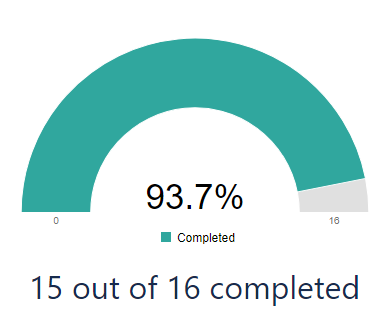 93.7%
0 16
Completed
15 out of 16 completed